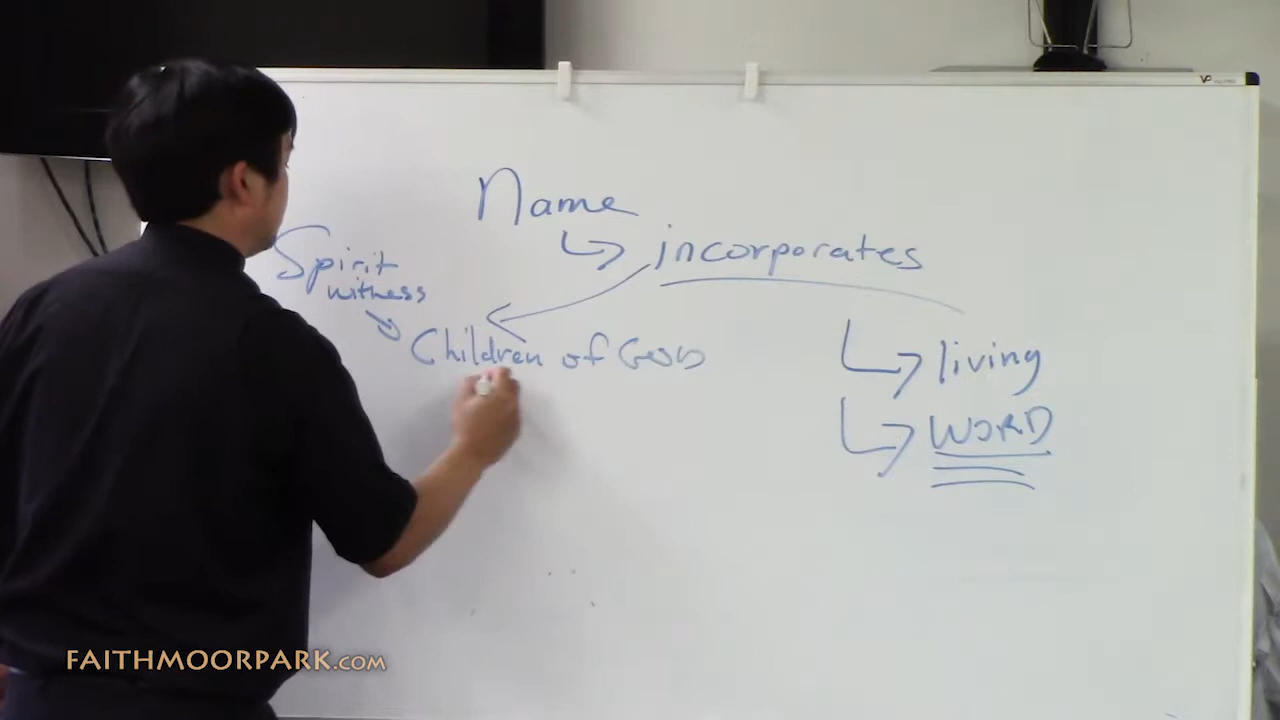 Name
incorporates
Spirit
witness
Children of GOD
living
WORD
FAITHMOORPARK.COM